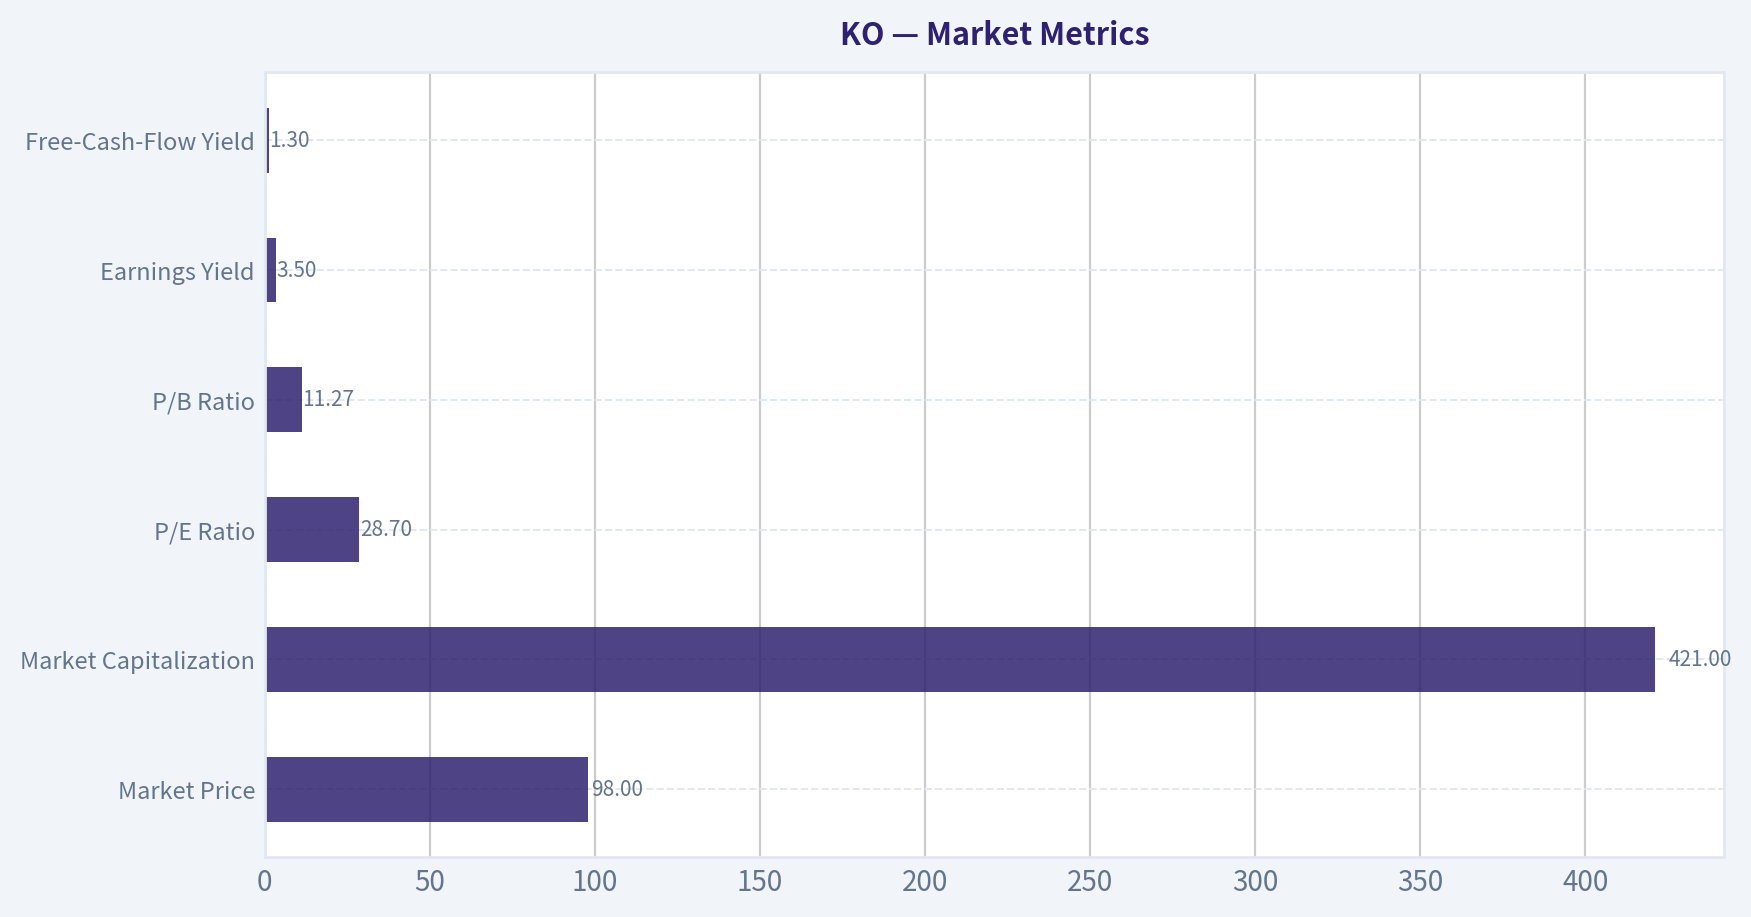 KO — Market Metrics
Free-Cash-Flow Yield 1.30
Earnings Yield 3.50
P/B Ratio 11.27
P/E Ratio 28.70
Market Capitalization 421.00
Market Price 98.00
0 50 100 150 200 250 300 350 400